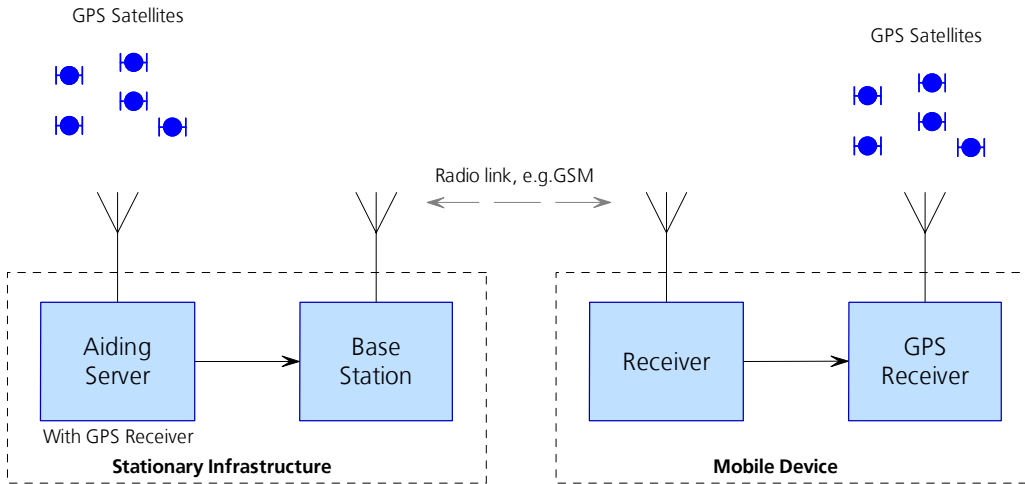 GPS Satellites
GPS Satellites
Radio link, e.g.GSM
Aiding
Server
Base
Station
Receiver
GPS
Receiver
With GPS Receiver
Stationary Infrastructure
Mobile Device